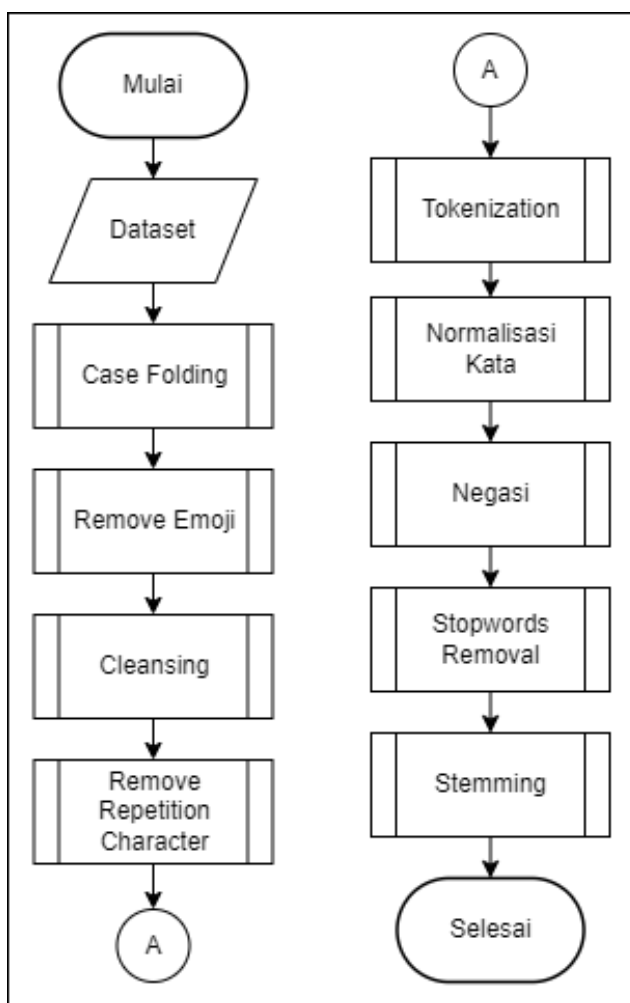 Mulai
Dataset
Case Folding
Remove Emoji
Cleansing
Remove
Repetition
Character
A
A
Tokenization
Normalisasi
Kata
Negasi
Stopwords
Removal
Stemming
Selesai